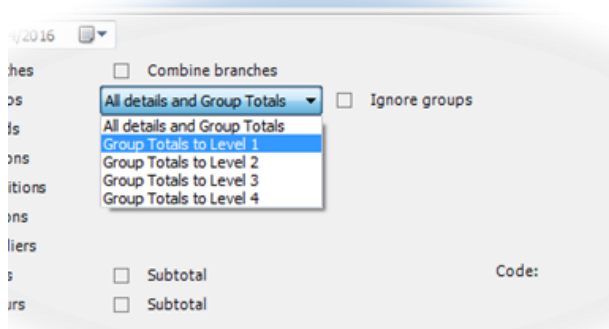 4/2016
ches Combine branches
ps All details and Group Totals Ignore groups
ds All details and Group Totals
Group Totals to Level 1
ons Group Totals to Level 2
itions Group Totals to Level 3
Group Totals to Level 4
ons
liers
s Subtotal Code:
urs Subtotal